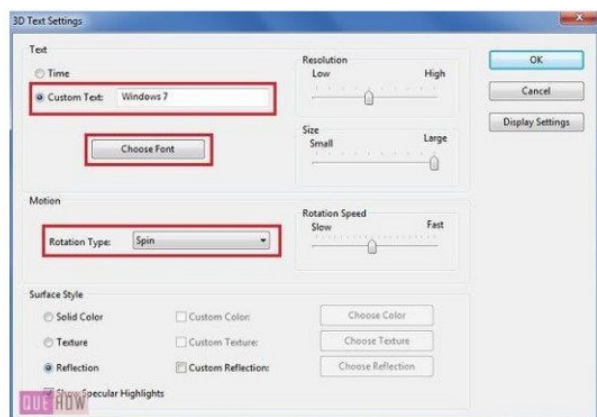 3D Text Settings
Text
Time
Custom Text: Windows 7
Choose Font
Resolution
Low High
Size
Small Large
OK
Cancel
Display Settings
Motion
Rotation Type: Spin
Rotation Speed
Slow Fast
Surface Style
Solid Color Custom Color: Choose Color
Texture Custom Texture: Choose Texture
Reflection Custom Reflection: Choose Reflection
Show Specular Highlights
QUE HOW